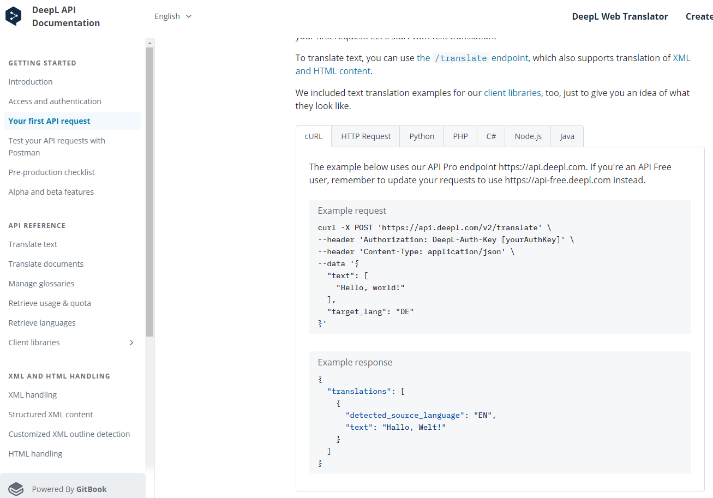 DeepL API
Documentation
English
DeepL Web Translator
Create
GETTING STARTED
Introduction
Access and authentication
Your first API request
Test your API requests with
Postman
Pre-production checklist
Alpha and beta features
API REFERENCE
Translate text
Translate documents
Manage glossaries
Retrieve usage & quota
Retrieve languages
Client libraries
XML AND HTML HANDLING
XML handling
Structured XML content
Customized XML outline detection
HTML handling
Powered By GitBook
your first request. Let's start with text translation.
To translate text, you can use the /translate endpoint, which also supports translation of XML
and HTML content.
We included text translation examples for our client libraries, too, just to give you an idea of what
they look like.
cURL
HTTP Request
Python
PHP
C#
Node.js
Java
The example below uses our API Pro endpoint https://api.deepl.com. If you're an API Free
user, remember to update your requests to use https://api-free.deepl.com instead.
Example request
curl -X POST 'https://api.deepl.com/v2/translate' \
--header 'Authorization: DeepL-Auth-Key [yourAuthKey]' \
--header 'Content-Type: application/json' \
--data '{
"text": [
"Hello, world!"
],
"target_lang": "DE"
}'
Example response
{
"translations": [
{
"detected_source_language": "EN",
"text": "Hallo, Welt!"
}
]
}